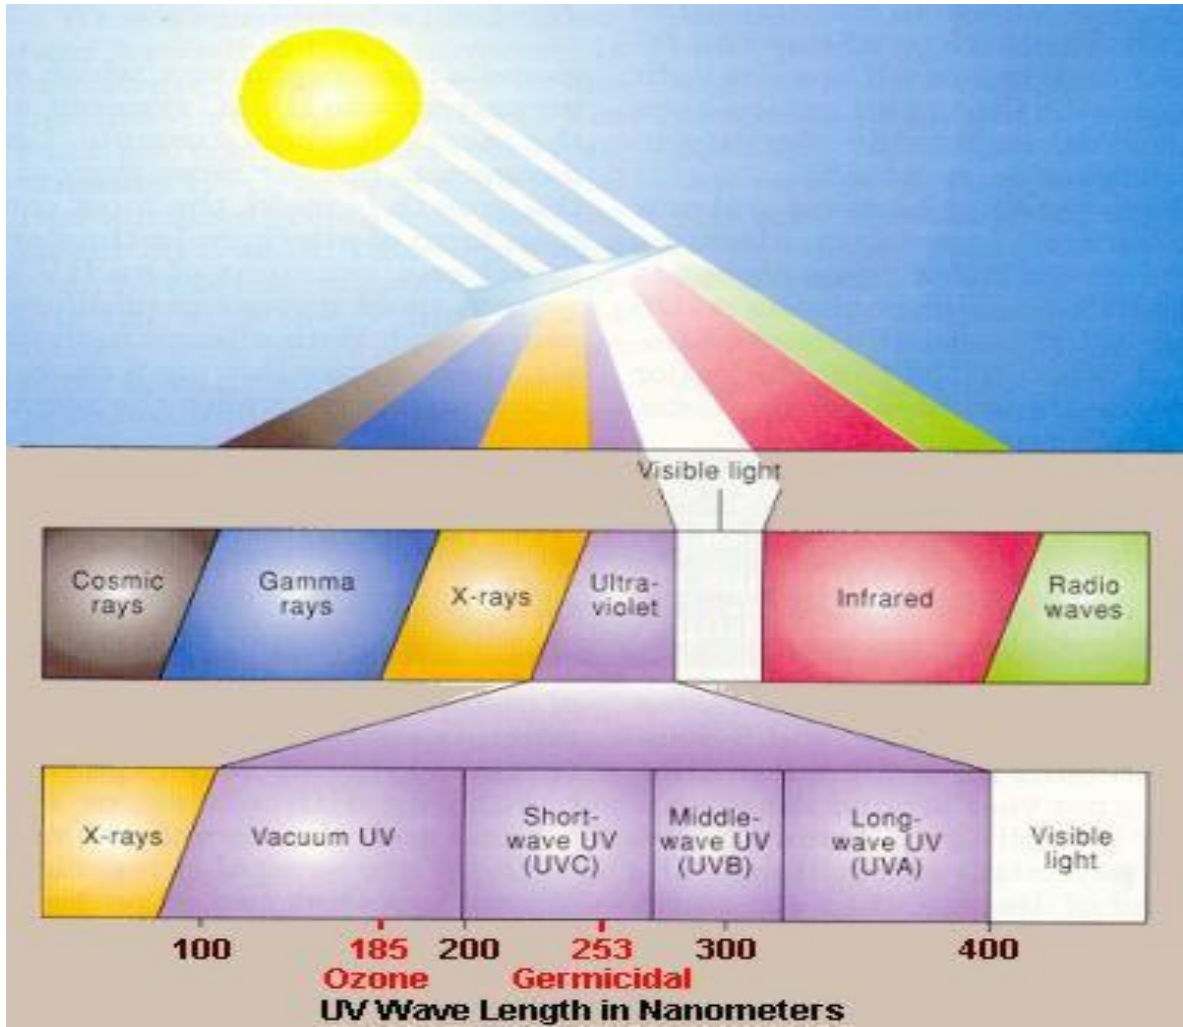 Visible light
Cosmic
rays
Gamma
rays
X-rays
Ultra-
violet
Infrared
Radio
waves
X-rays
Vacuum UV
Short-
wave UV
(UVC)
Middle-
wave UV
(UVB)
Long-
wave UV
(UVA)
Visible
light
100 185 200 253 300 400
Ozone Germicidal
UV Wave Length in Nanometers